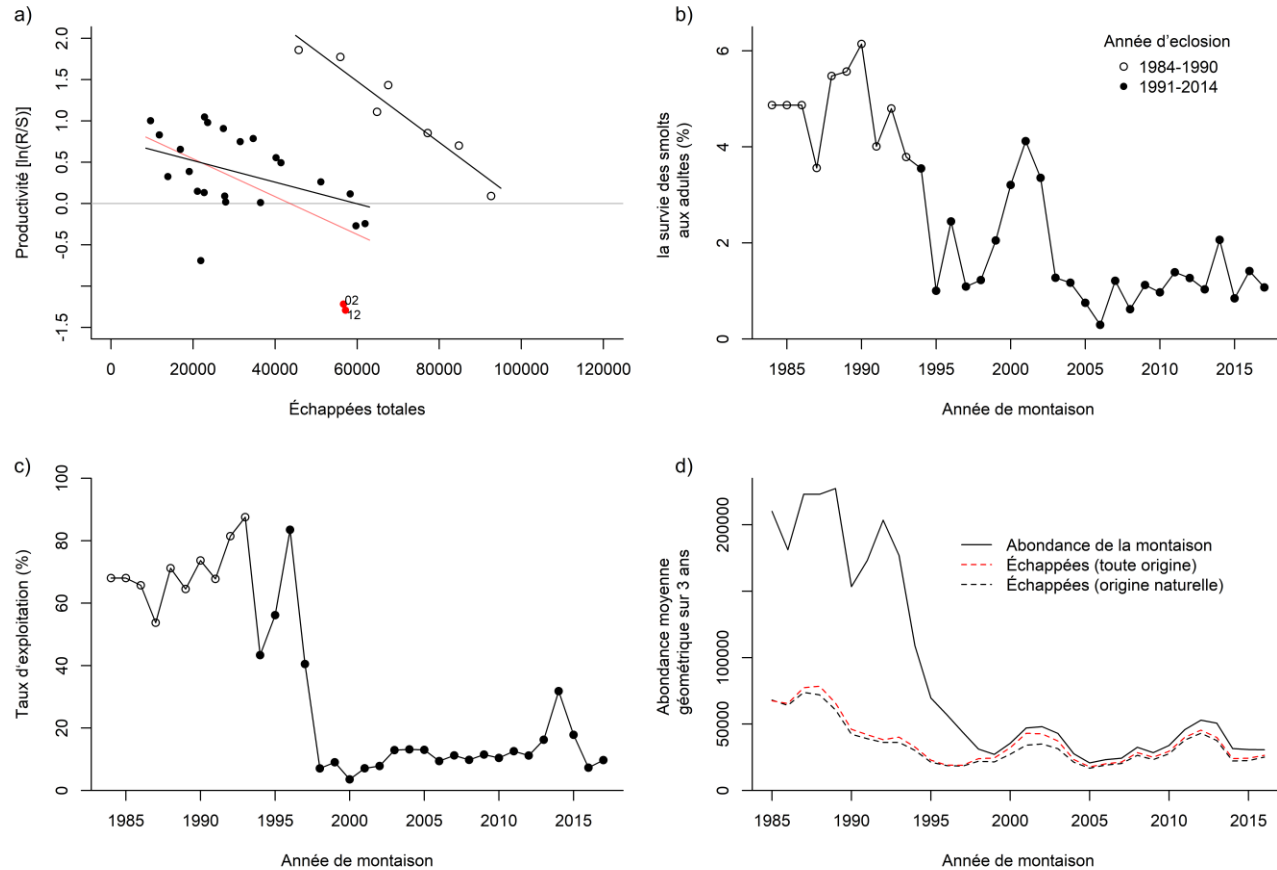 a)
Productivité [ln(R/S)]
2.0
1.5
1.0
0.5
0.0
-0.5
-1.5
02
12
0
20000
40000
60000
80000
100000
120000
Échappées totales
b)
la survie des smolts
aux adultes (%)
6
4
2
0
Année d'eclosion
1984-1990
1991-2014
1985
1990
1995
2000
2005
2010
2015
Année de montaison
c)
Taux d'exploitation (%)
100
80
60
40
20
0
1985
1990
1995
2000
2005
2010
2015
Année de montaison
d)
Abondance moyenne
géométrique sur 3 ans
200000
100000
50000
0
Abondance de la montaison
Échappées (toute origine)
Échappées (origine naturelle)
1985
1990
1995
2000
2005
2010
2015
Année de montaison